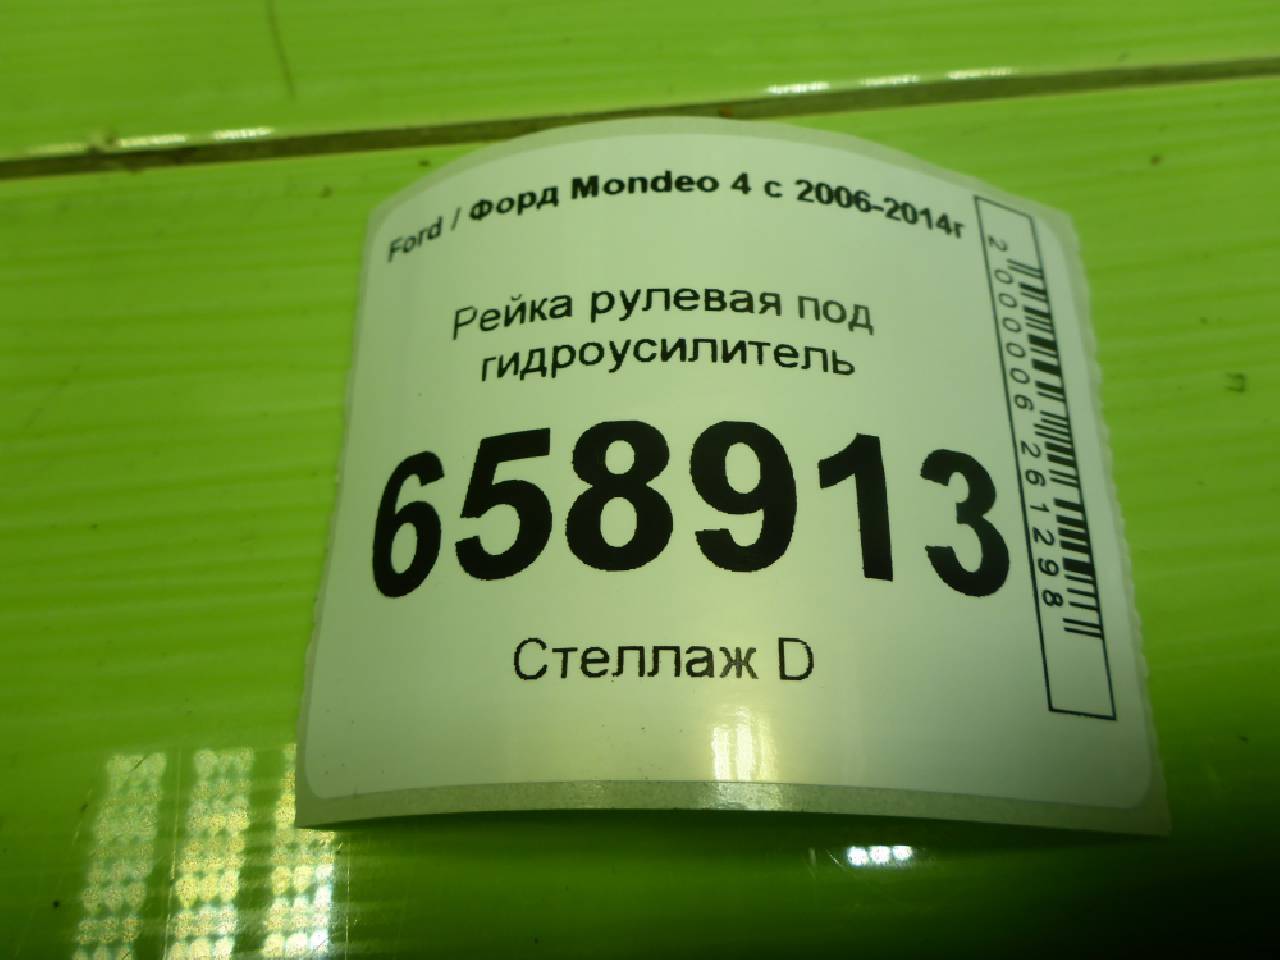 Ford / Форд Mondeo 4 с 2006-2014г
Рейка рулевая под
гидроусилитель
658913
Стеллаж D
2000006261298